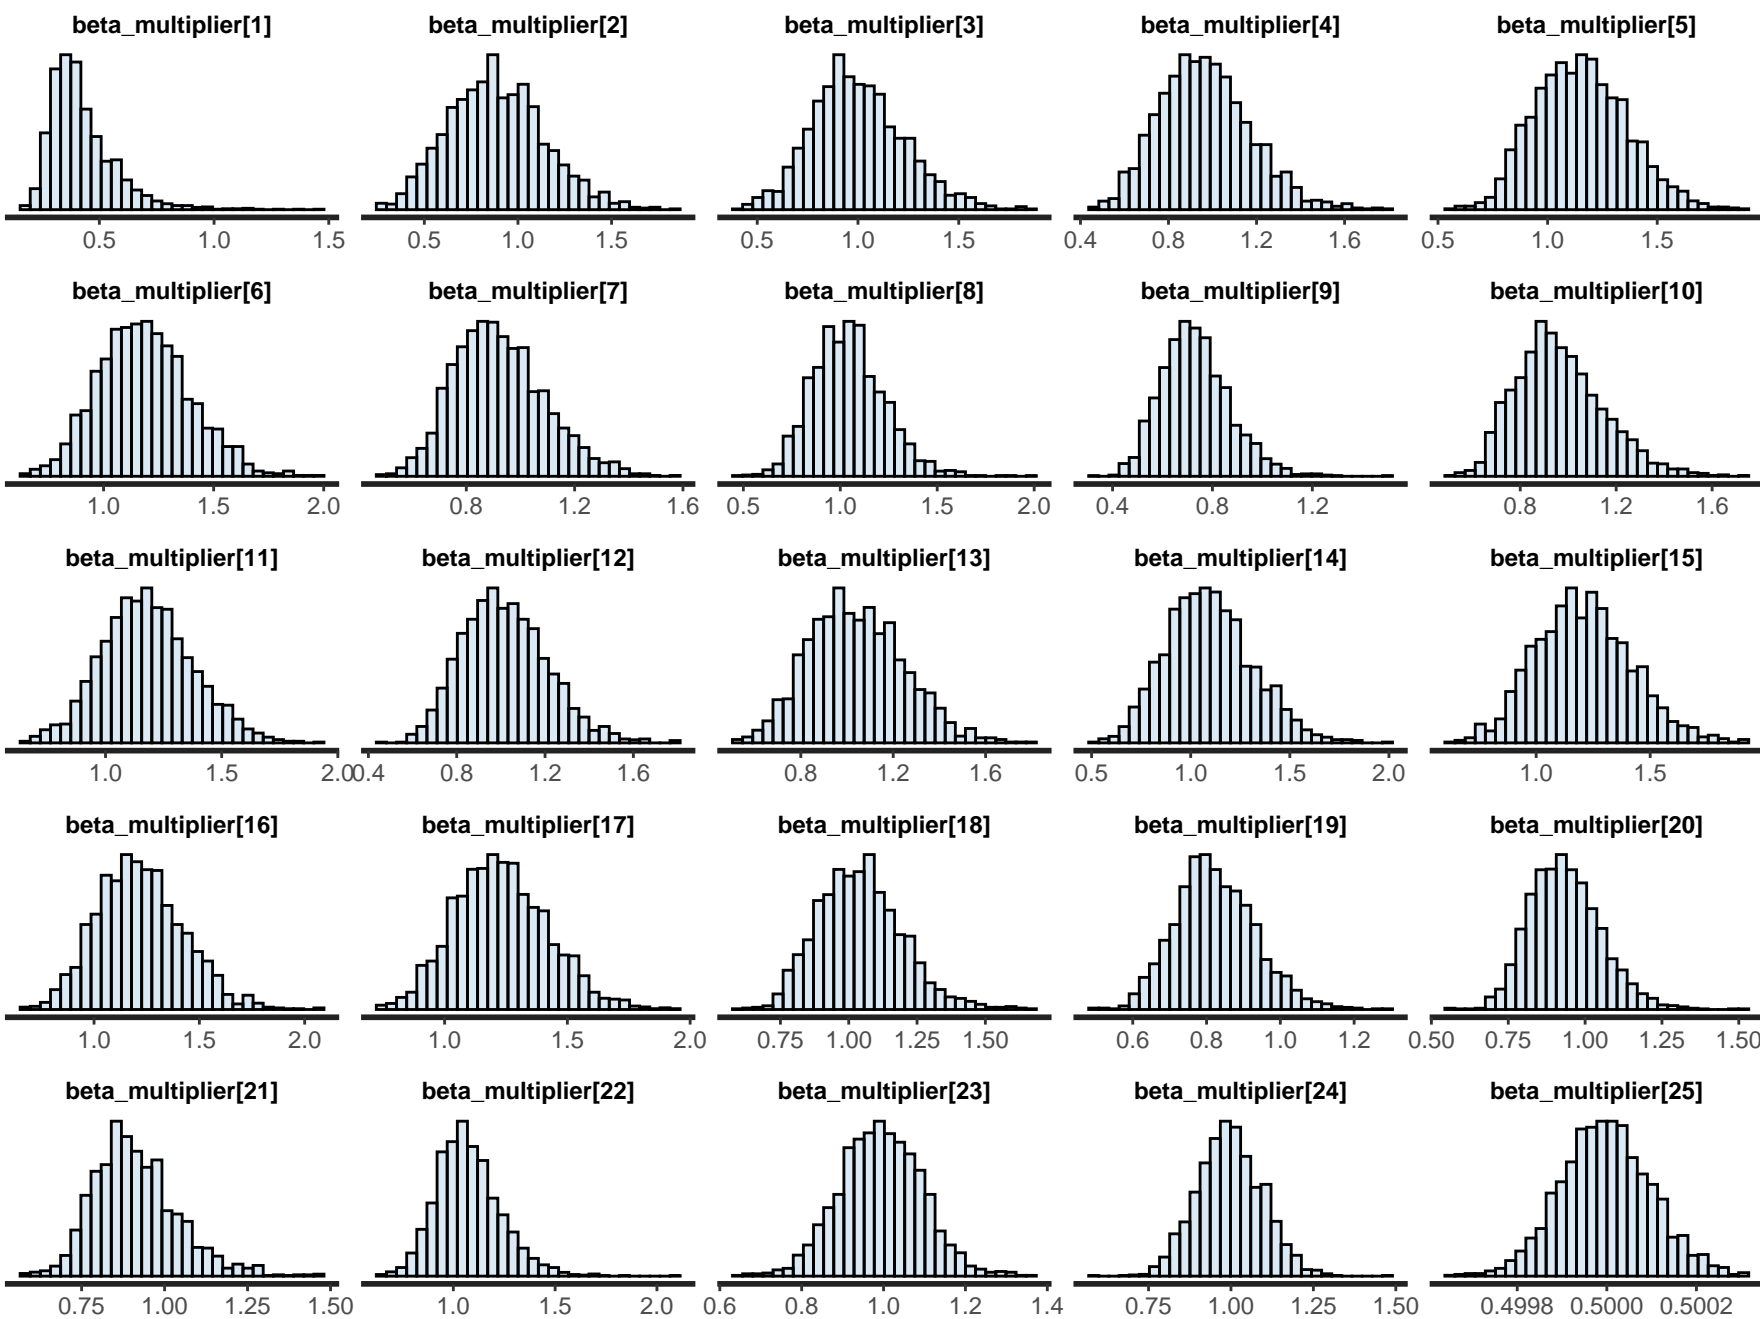 beta_multiplier[1] beta_multiplier[2] beta_multiplier[3] beta_multiplier[4] beta_multiplier[5]
0.5 1.0 1.5 0.5 1.0 1.5 0.5 1.0 1.5 0.4 0.8 1.2 1.6 0.5 1.0 1.5
beta_multiplier[6] beta_multiplier[7] beta_multiplier[8] beta_multiplier[9] beta_multiplier[10]
1.0 1.5 2.0 0.8 1.2 1.6 0.5 1.0 1.5 2.0 0.4 0.8 1.2 0.8 1.2 1.6
beta_multiplier[11] beta_multiplier[12] beta_multiplier[13] beta_multiplier[14] beta_multiplier[15]
1.0 1.5 2.0 0.4 0.8 1.2 1.6 0.8 1.2 1.6 0.5 1.0 1.5 2.0 1.0 1.5
beta_multiplier[16] beta_multiplier[17] beta_multiplier[18] beta_multiplier[19] beta_multiplier[20]
1.0 1.5 2.0 1.0 1.5 2.0 0.75 1.00 1.25 1.50 0.6 0.8 1.0 1.2 0.50 0.75 1.00 1.25 1.50
beta_multiplier[21] beta_multiplier[22] beta_multiplier[23] beta_multiplier[24] beta_multiplier[25]
0.75 1.00 1.25 1.50 1.0 1.5 2.0 0.6 0.8 1.0 1.2 1.4 0.75 1.00 1.25 1.50 0.4998 0.5000 0.5002